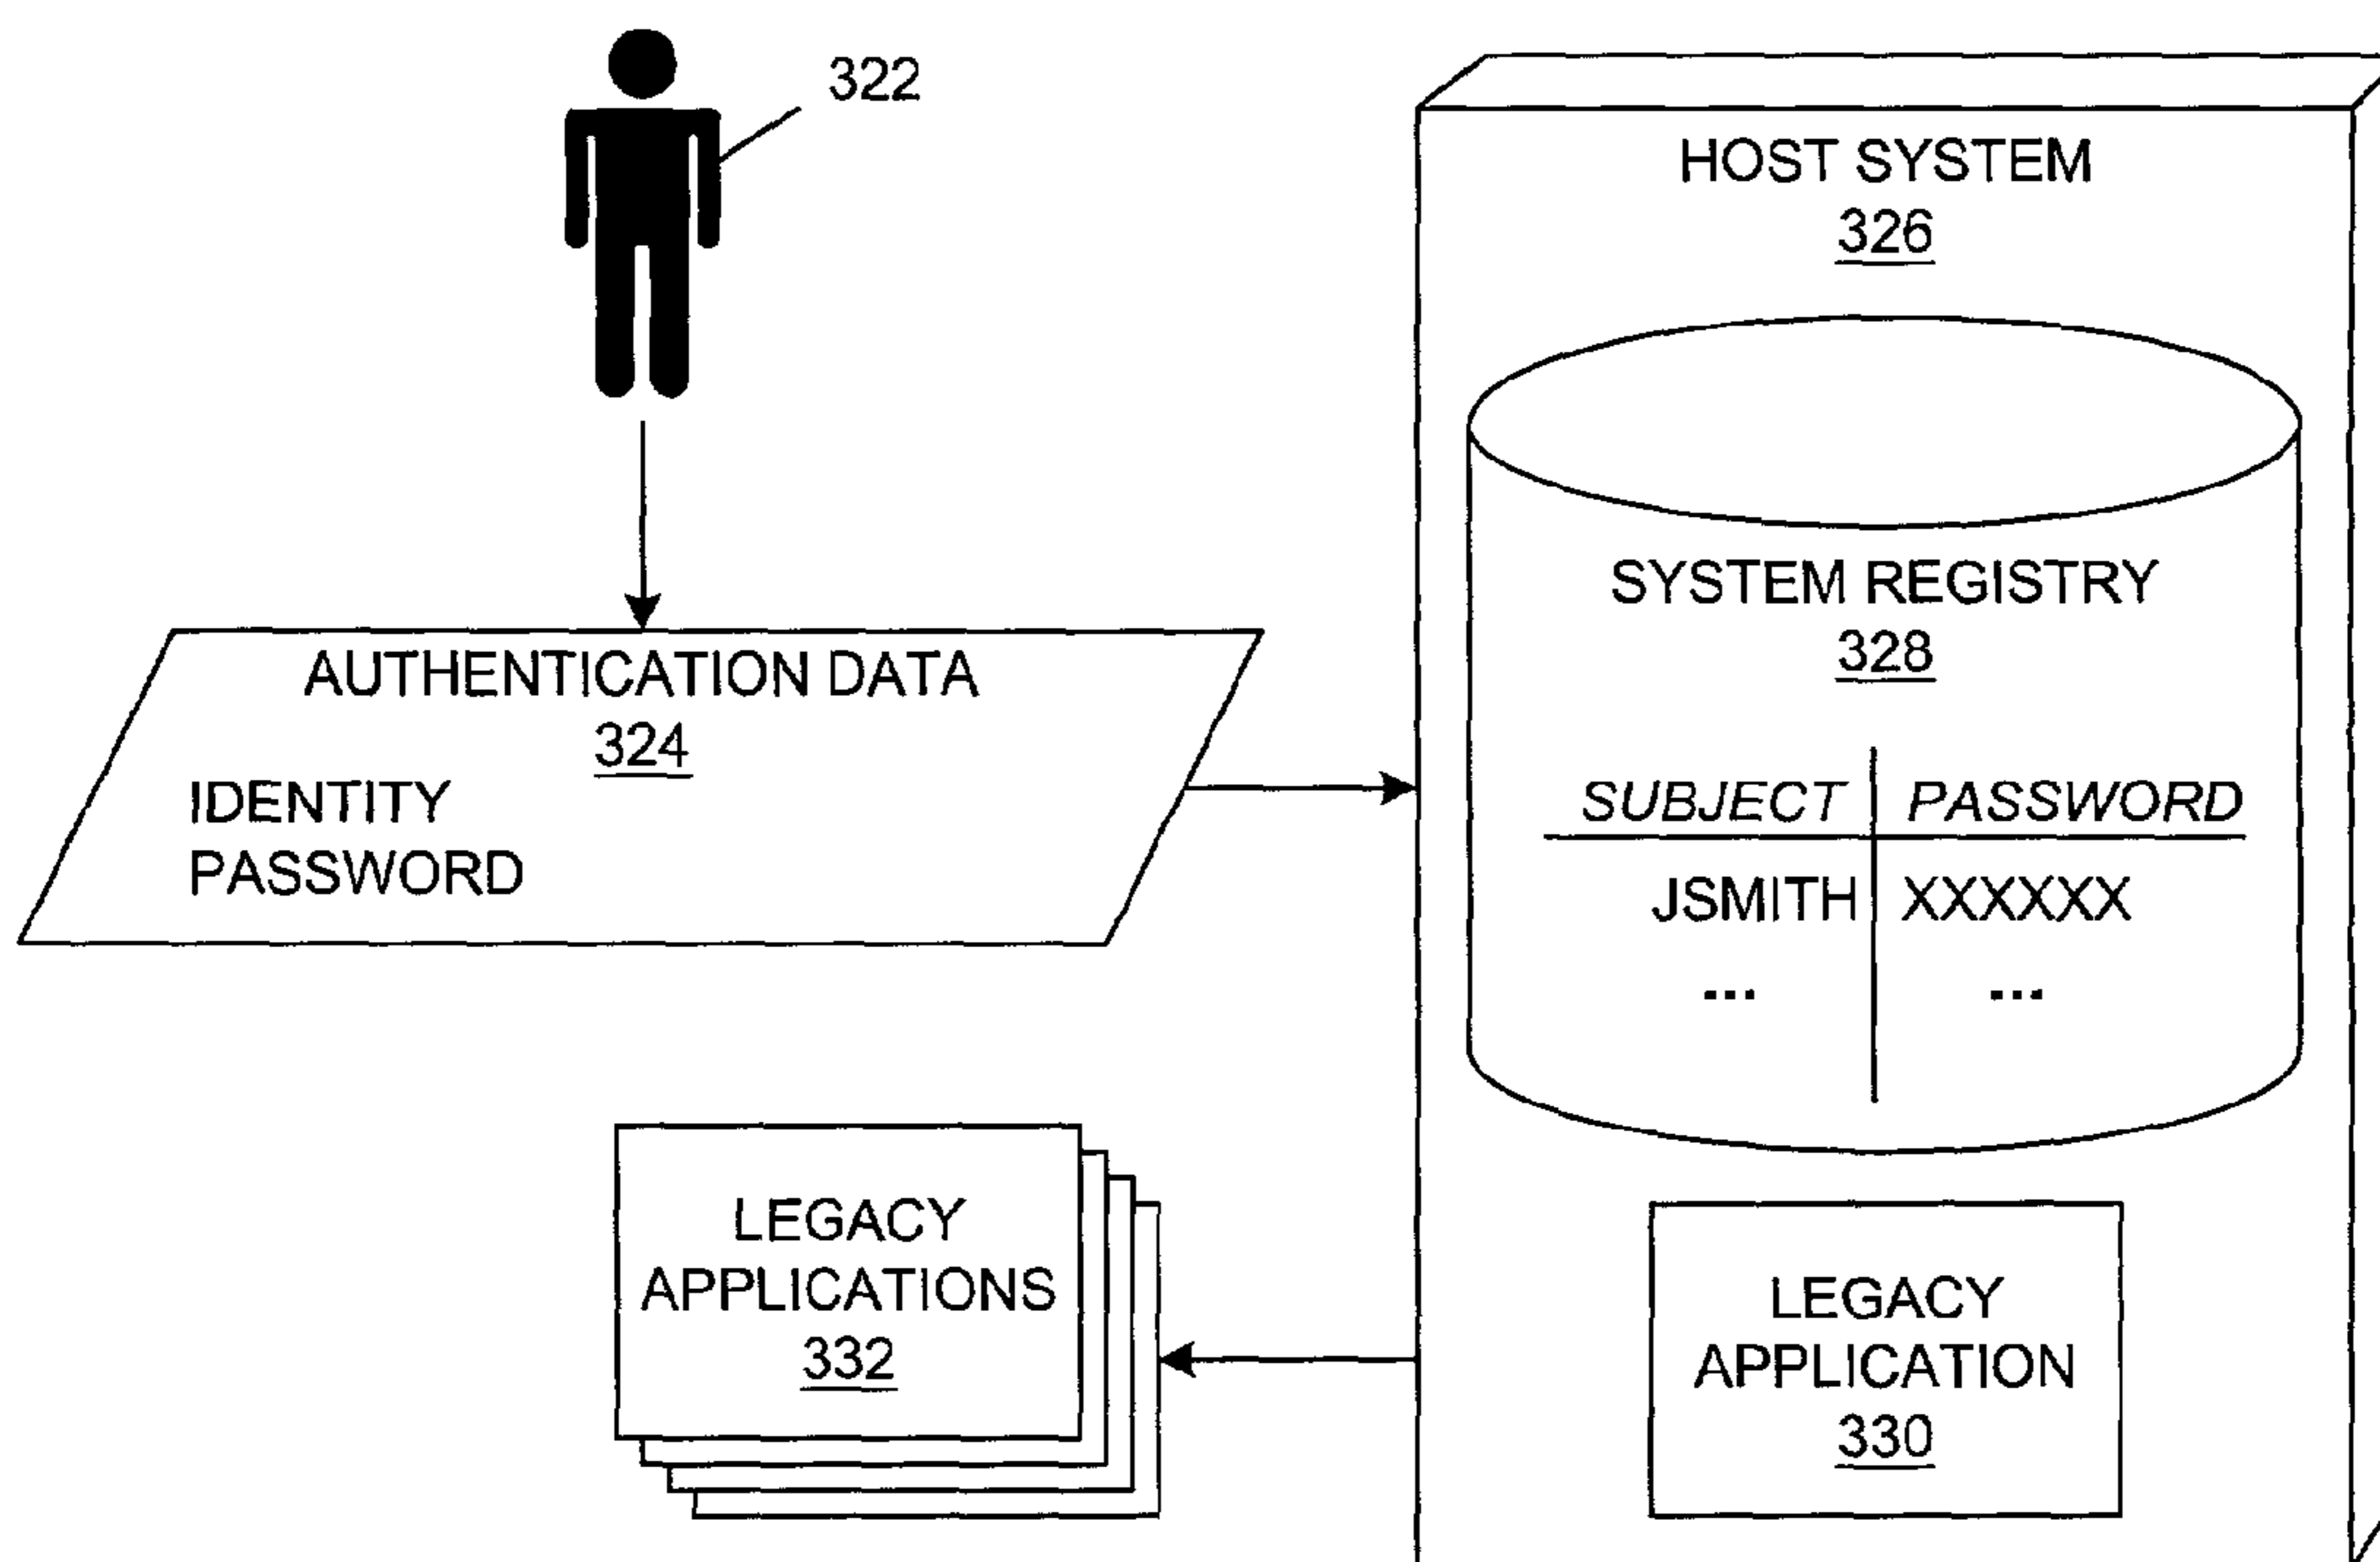 322
HOST SYSTEM
326
SYSTEM REGISTRY
328
SUBJECT PASSWORD
JSMITH XXXXXX
... ...
AUTHENTICATION DATA
324
IDENTITY
PASSWORD
LEGACY
APPLICATIONS
332
LEGACY
APPLICATION
330